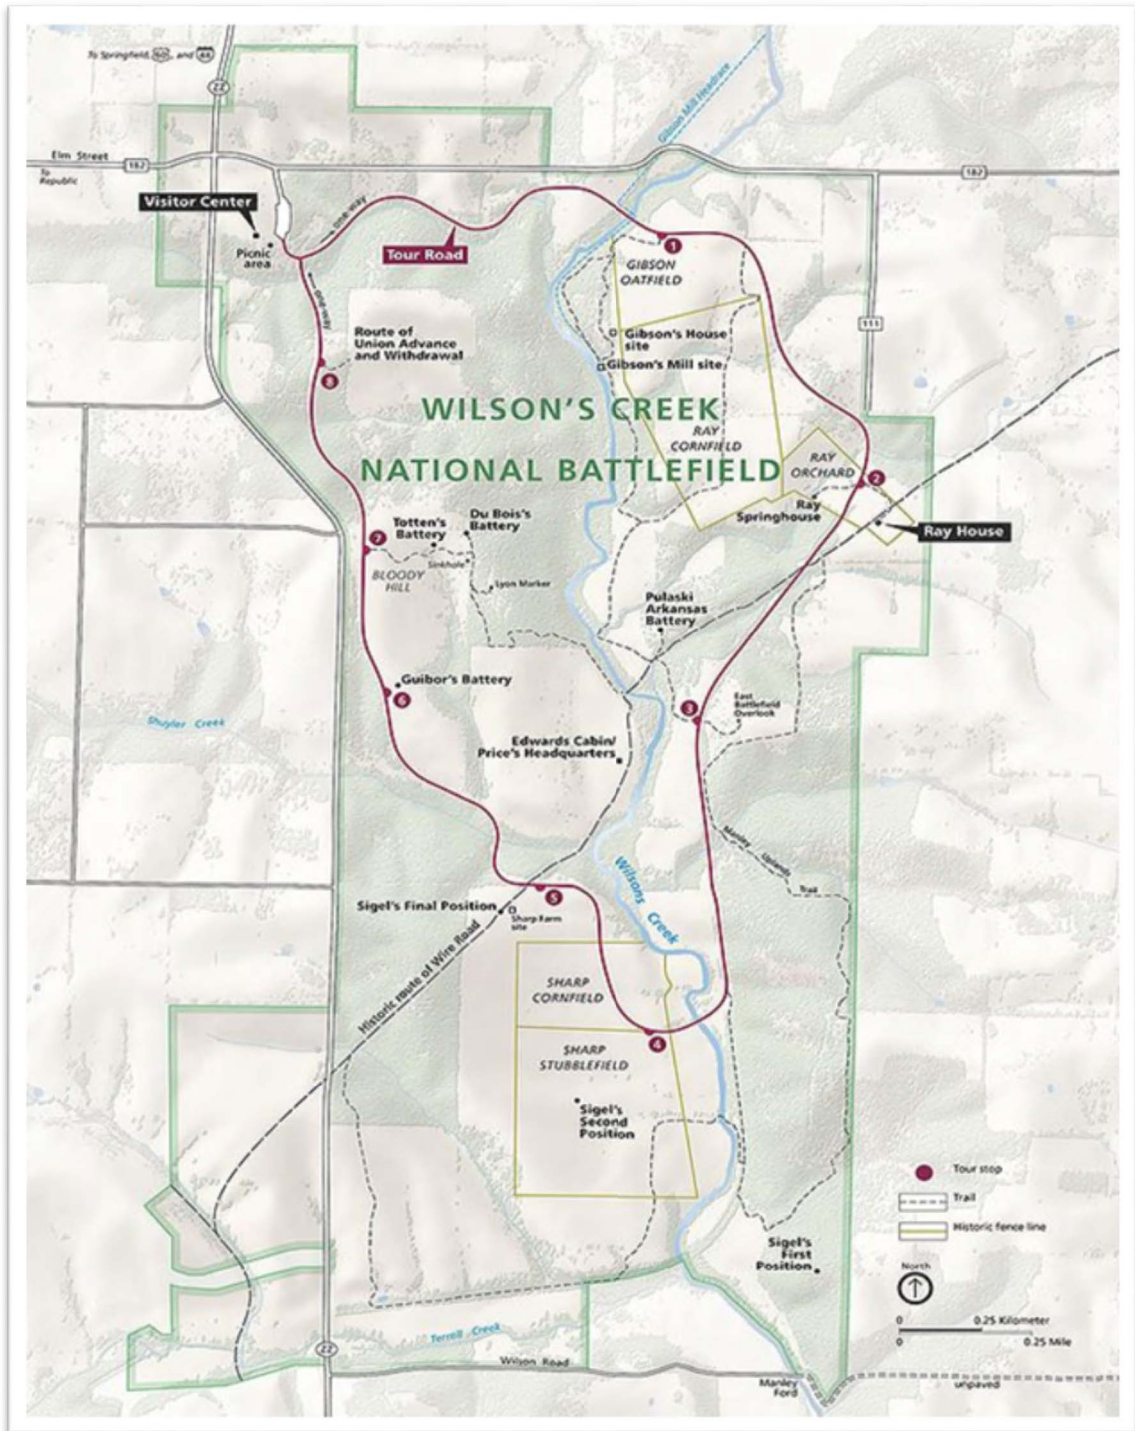 To Springfield, 60, and 44
22
Gibson Mill Headrace
Elm Street
182
To
Republic
182
Visitor Center
one-way
Picnic
area
Tour Road
1
GIBSON
OATFIELD
one-way
111
Route of
Union Advance
and Withdrawal
Gibson's House
site
Gibson's Mill site
8
WILSON'S CREEK
NATIONAL BATTLEFIELD
RAY
CORNFIELD
RAY
ORCHARD
2
Ray
Springhouse
Ray House
Du Bois's
Battery
Totten's
Battery
7
Sinkhole
BLOODY
HILL
Lyon Marker
Pulaski
Arkansas
Battery
Guibor's Battery
6
East
Battlefield
Overlook
3
Shuyler Creek
Edwards Cabin/
Price's Headquarters
Manley Uplands Trail
Wilsons Creek
5
Sigel's Final Position
Sharp Farm
site
Historic route of Wire Road
SHARP
CORNFIELD
4
SHARP
STUBBLEFIELD
Sigel's
Second
Position
Tour stop
Trail
Historic fence line
Sigel's
First
Position
North
0 0.25 Kilometer
0 0.25 Mile
Terrell Creek
22
Wilson Road
Manley
Ford
unpaved